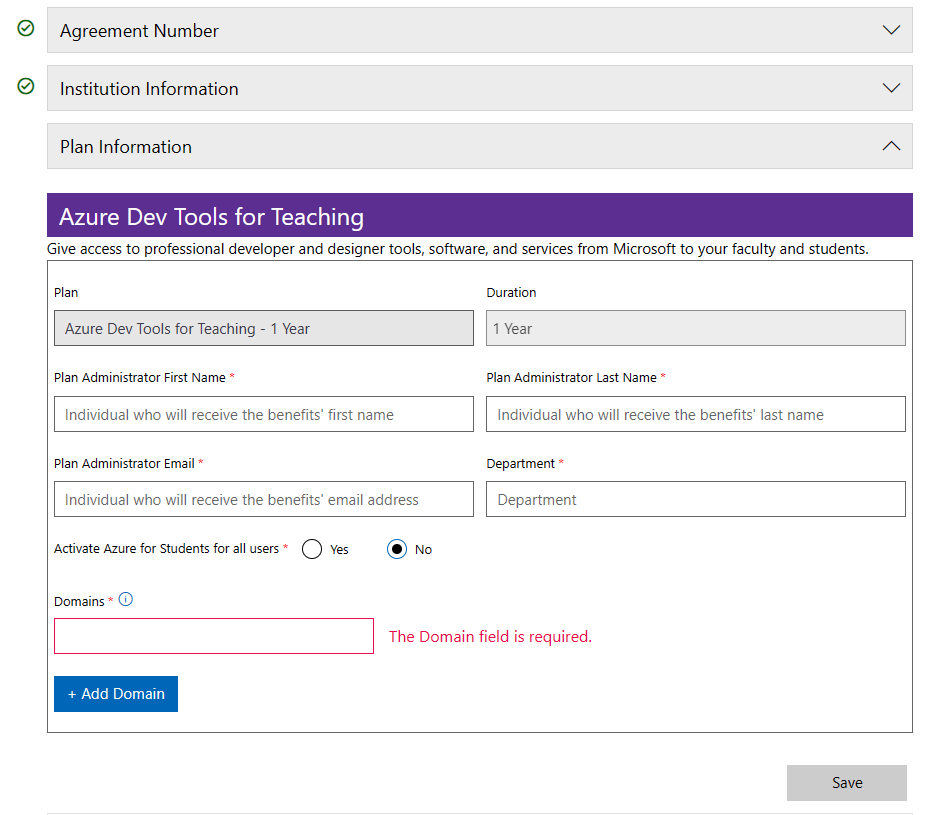 Agreement Number
Institution Information
Plan Information
Azure Dev Tools for Teaching
Give access to professional developer and designer tools, software, and services from Microsoft to your faculty and students.
Plan
Duration
Azure Dev Tools for Teaching - 1 Year
1 Year
Plan Administrator First Name *
Plan Administrator Last Name *
Individual who will receive the benefits' first name
Individual who will receive the benefits' last name
Plan Administrator Email *
Department *
Individual who will receive the benefits' email address
Department
Activate Azure for Students for all users * Yes No
Domains *
The Domain field is required.
+ Add Domain
Save